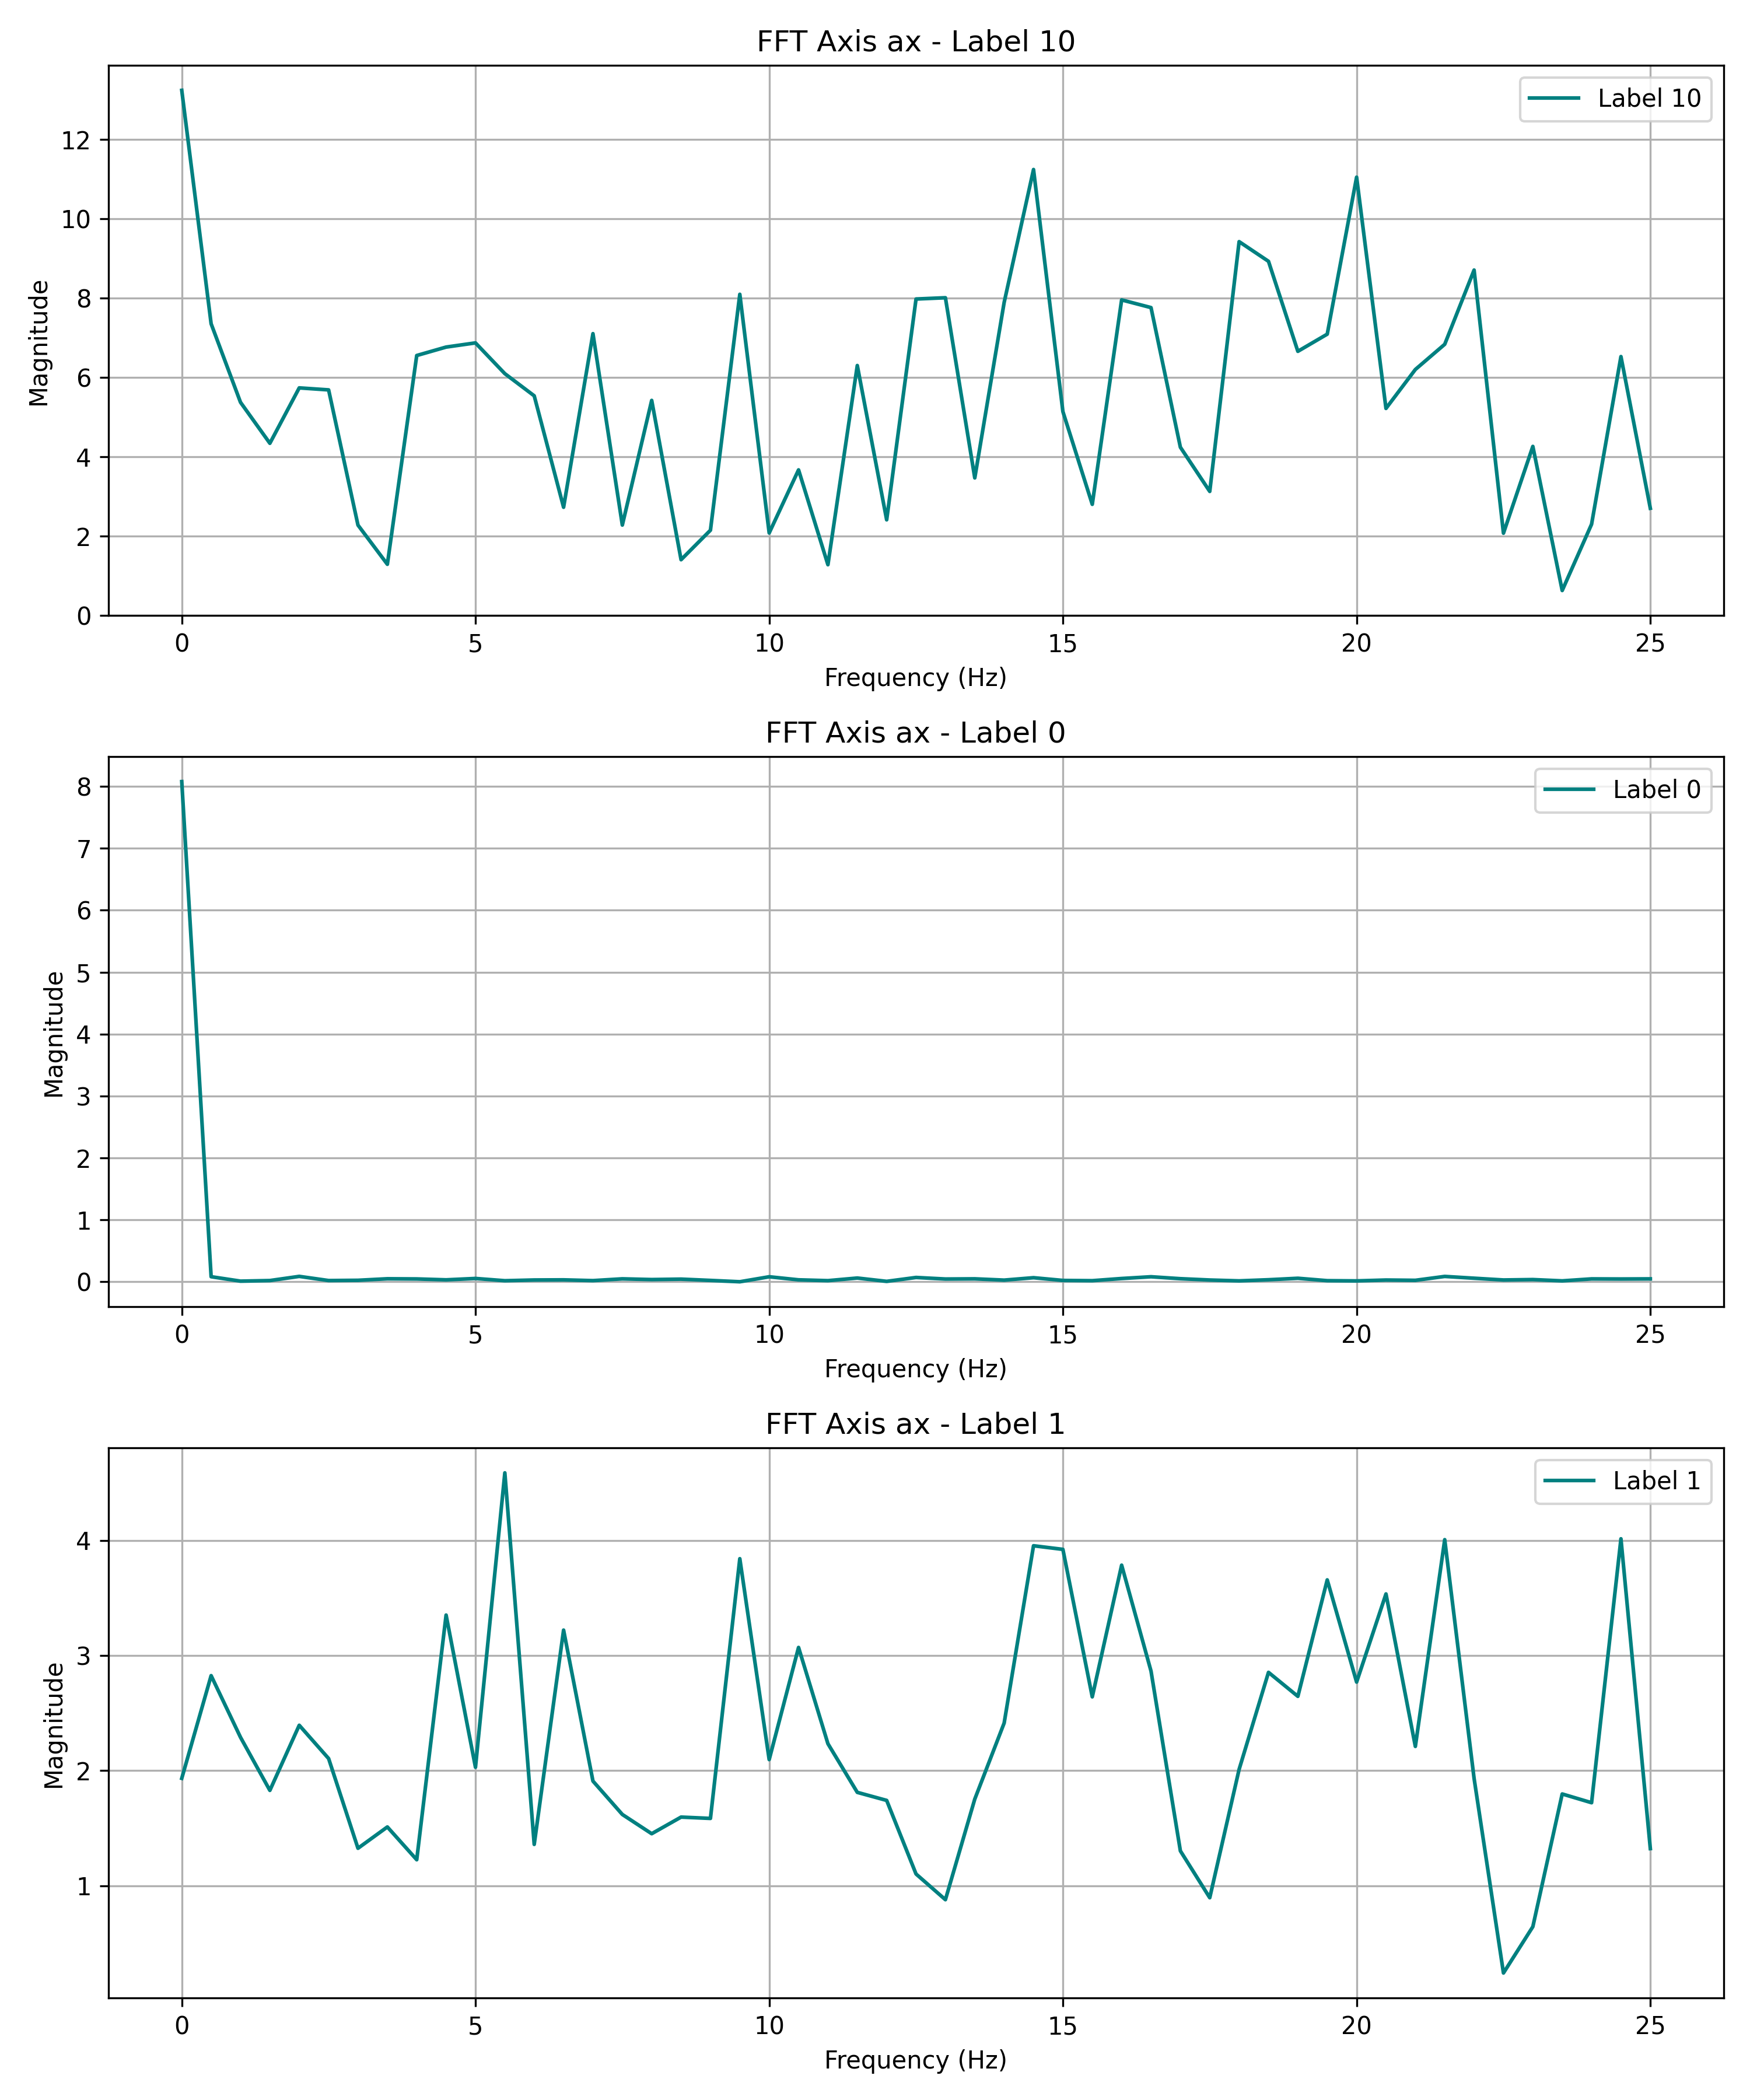 FFT Axis ax - Label 10
Label 10
12
10
8
6
4
2
0
Magnitude
0 5 10 15 20 25
Frequency (Hz)
FFT Axis ax - Label 0
Label 0
8
7
6
5
4
3
2
1
0
Magnitude
0 5 10 15 20 25
Frequency (Hz)
FFT Axis ax - Label 1
Label 1
4
3
2
1
Magnitude
0 5 10 15 20 25
Frequency (Hz)